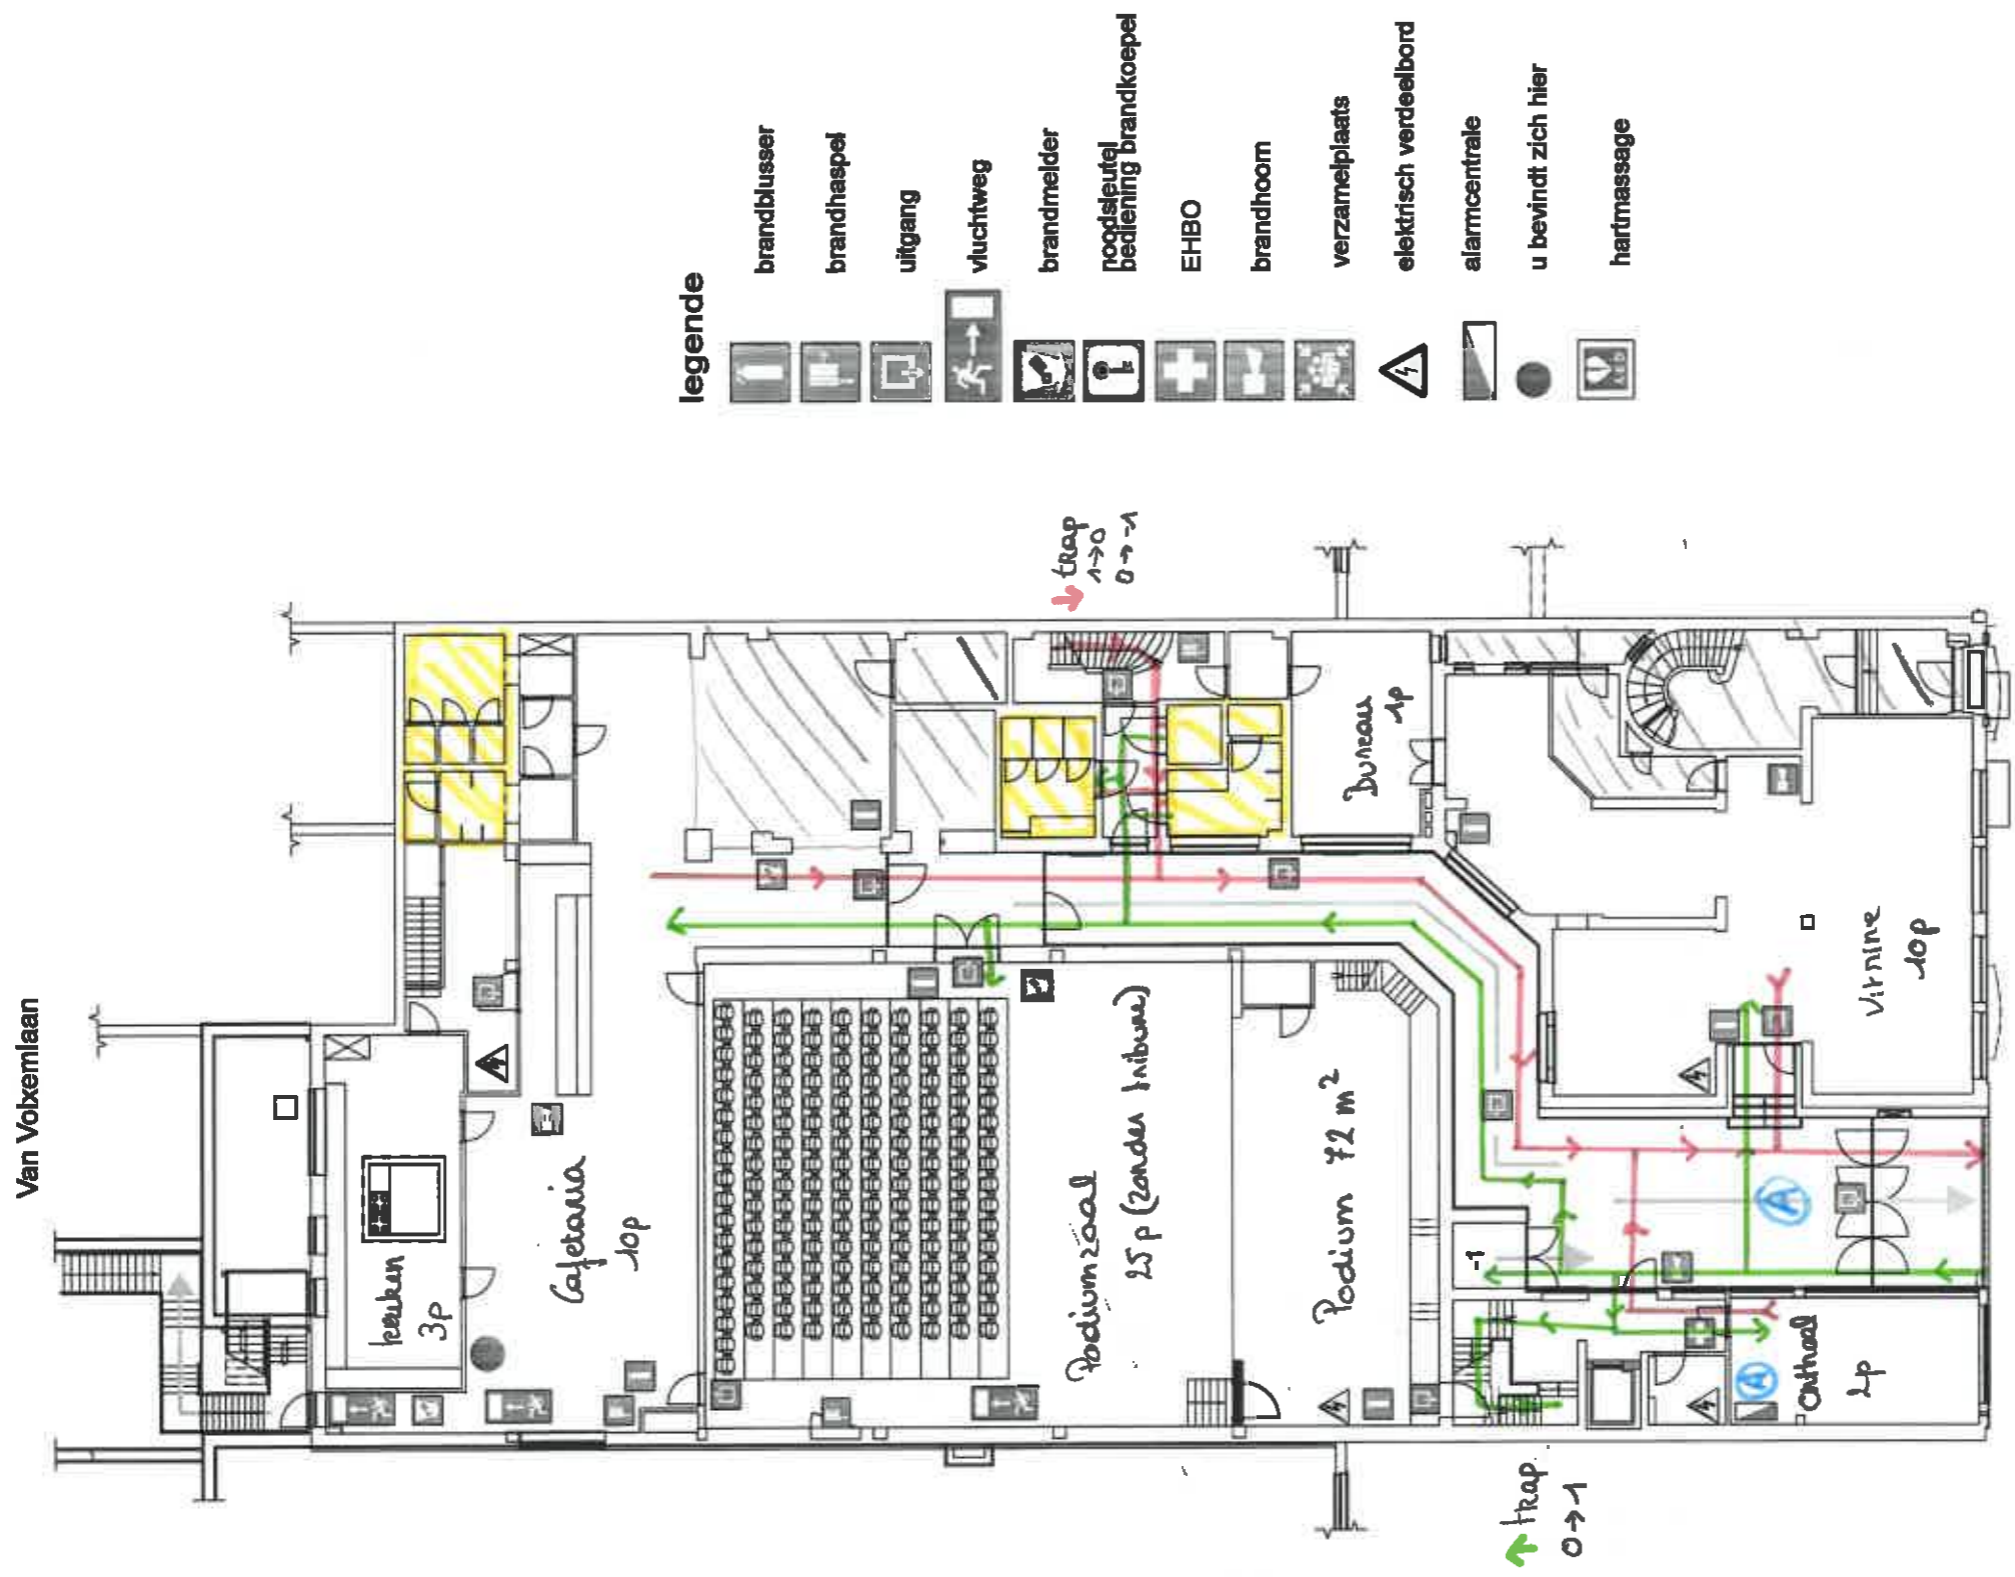 Van Volxemlaan
legende
brandblusser
brandhaspel
uitgang
vluchtweg
brandmelder
noodsleutel
bediening brandkoepel
EHBO
brandhoorn
verzamelplaats
elektrisch verdeelbord
alarmcentrale
u bevindt zich hier
hartmassage
trap
1→0
0→-1
keuken
3p
Cafetaria
10p
Podiumzaal
25p (zonder tribune)
Podium 72 m²
Bureau
1p
Vitrine
10p
-1
A
A
Onthaal
2p
trap
0→1